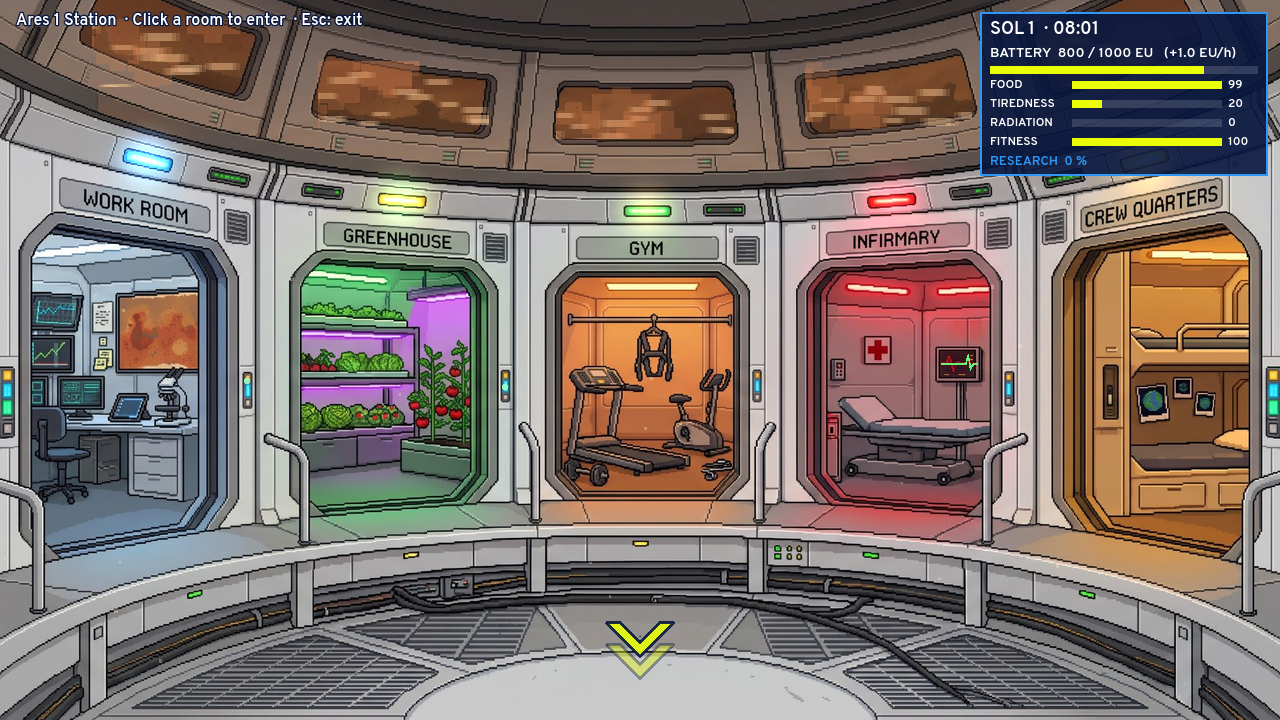 Ares 1 Station · Click a room to enter · Esc: exit
SOL 1 · 08:01
BATTERY 800 / 1000 EU (+1.0 EU/h)
FOOD 99
TIREDNESS 20
RADIATION 0
FITNESS 100
RESEARCH 0 %
WORK ROOM
GREENHOUSE
GYM
INFIRMARY
CREW QUARTERS